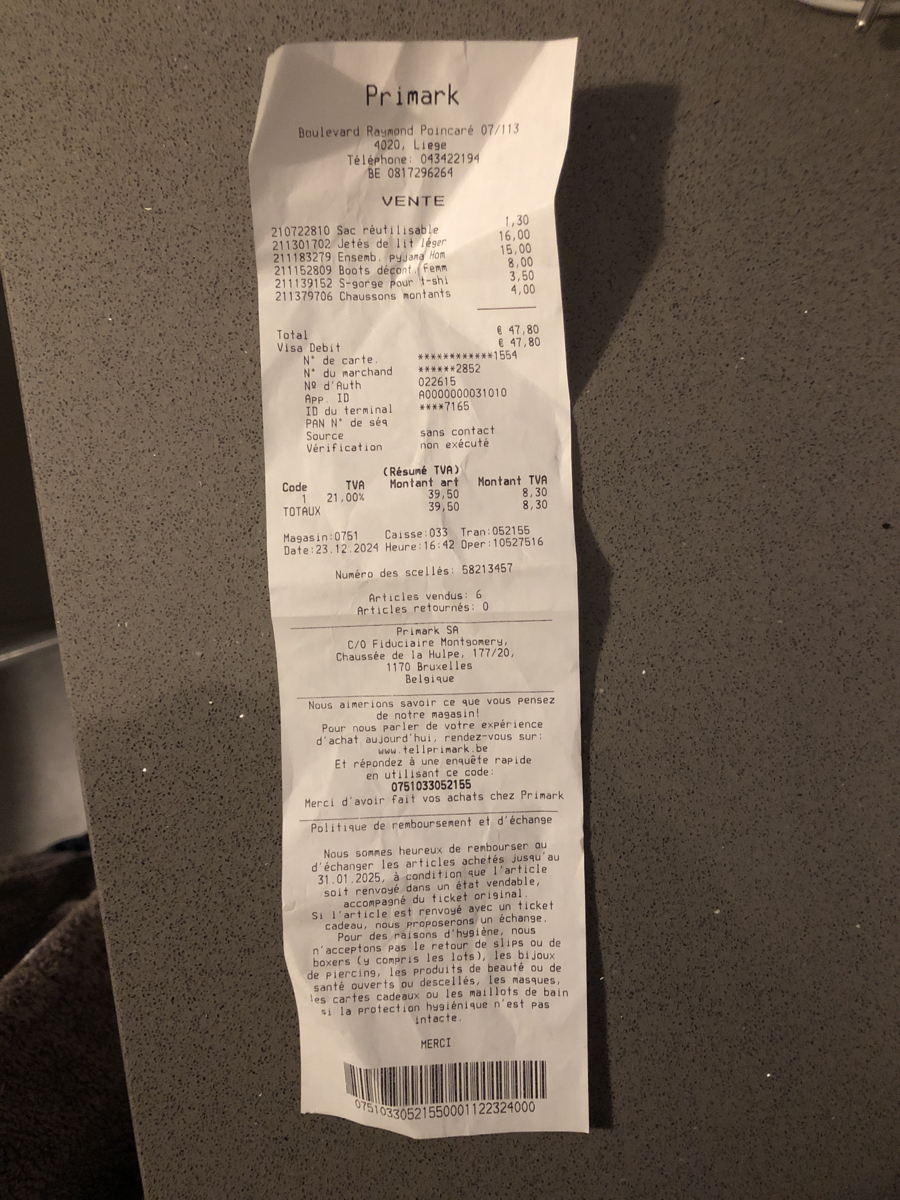 Primark
Boulevard Raymond Poincaré 07/113
4020, Liege
Téléphone: 043422194
BE 0817296264
VENTE
210722810 Sac réutilisable 1,30
211301702 Jetés de lit léger 16,00
211183279 Ensemb. pyjama Hom 15,00
211152809 Boots décont. Femm 8,00
211139152 S-gorge pour t-shi 3,50
211379706 Chaussons montants 4,00
Total € 47,80
Visa Debit € 47,80
N° de carte. ************1554
N° du marchand ******2852
Nº d'Auth 022615
App. ID A0000000031010
ID du terminal ****7165
PAN N° de séq
Source sans contact
Vérification non exécuté
(Résumé TVA)
Code TVA Montant art Montant TVA
1 21,00% 39,50 8,30
TOTAUX 39,50 8,30
Magasin:0751 Caisse:033 Tran:052155
Date:23.12.2024 Heure:16:42 Oper:10527516
Numéro des scellés: 58213457
Articles vendus: 6
Articles retournés: 0
Primark SA
C/O Fiduciaire Montgomery,
Chaussée de la Hulpe, 177/20,
1170 Bruxelles
Belgique
Nous aimerions savoir ce que vous pensez
de notre magasin!
Pour nous parler de votre expérience
d'achat aujourd'hui, rendez-vous sur:
www.tellprimark.be
Et répondez à une enquête rapide
en utilisant ce code:
0751033052155
Merci d'avoir fait vos achats chez Primark
Politique de remboursement et d'échange
Nous sommes heureux de rembourser ou
d'échanger les articles achetés jusqu'au
31.01.2025, à condition que l'article
soit renvoyé dans un état vendable,
accompagné du ticket original.
Si l'article est renvoyé avec un ticket
cadeau, nous proposerons un échange.
Pour des raisons d'hygiène, nous
n'acceptons pas le retour de slips ou de
boxers (y compris les lots), les bijoux
de piercing, les produits de beauté ou de
santé ouverts ou descellés, les masques,
les cartes cadeaux ou les maillots de bain
si la protection hygiénique n'est pas
intacte.
MERCI
07510330521550001122324000